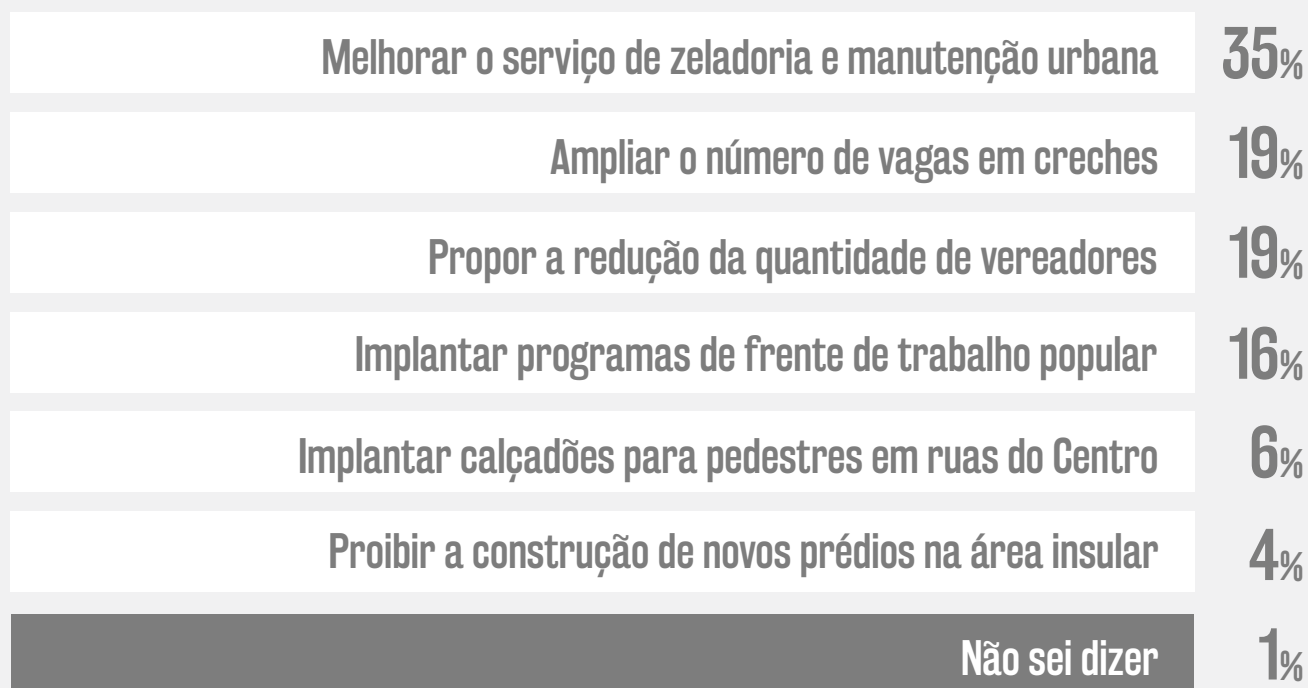 Melhorar o serviço de zeladoria e manutenção urbana 35%
Ampliar o número de vagas em creches 19%
Propor a redução da quantidade de vereadores 19%
Implantar programas de frente de trabalho popular 16%
Implantar calçadões para pedestres em ruas do Centro 6%
Proibir a construção de novos prédios na área insular 4%
Não sei dizer 1%